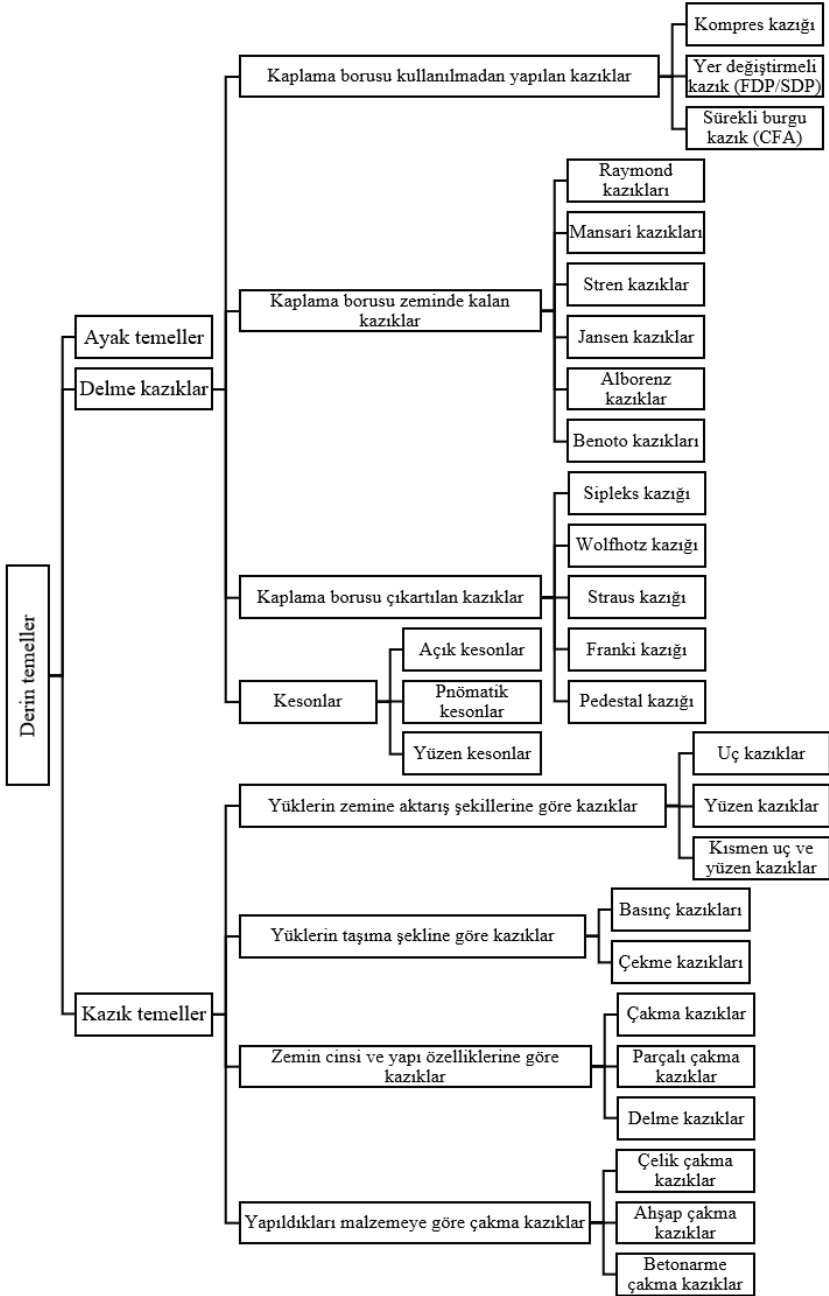 Derin temeller
Ayak temeller
Delme kazıklar
Kaplama borusu kullanılmadan yapılan kazıklar
Kompres kazığı
Yer değiştirmeli
kazık (FDP/SDP)
Sürekli burgu
kazık (CFA)
Kaplama borusu zeminde kalan
kazıklar
Raymond
kazıkları
Mansari kazıkları
Stren kazıklar
Jansen kazıklar
Alborenz
kazıklar
Benoto kazıkları
Kaplama borusu çıkartılan kazıklar
Sipleks kazığı
Wolfhotz kazığı
Straus kazığı
Franki kazığı
Pedestal kazığı
Kesonlar
Açık kesonlar
Pnömatik
kesonlar
Yüzen kesonlar
Kazık temeller
Yüklerin zemine aktarış şekillerine göre kazıklar
Uç kazıklar
Yüzen kazıklar
Kısmen uç ve
yüzen kazıklar
Yüklerin taşıma şekline göre kazıklar
Basınç kazıkları
Çekme kazıkları
Zemin cinsi ve yapı özelliklerine göre
kazıklar
Çakma kazıklar
Parçalı çakma
kazıklar
Delme kazıklar
Yapıldıkları malzemeye göre çakma kazıklar
Çelik çakma
kazıklar
Ahşap çakma
kazıklar
Betonarme
çakma kazıklar